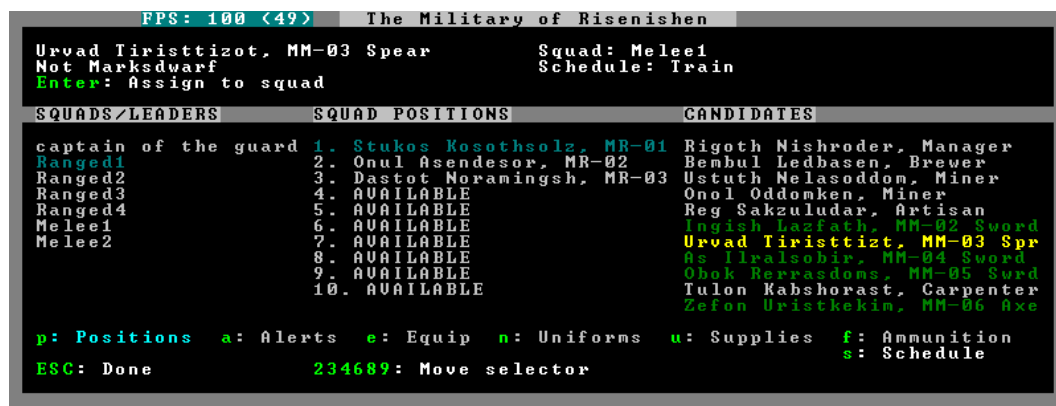 FPS: 100 (49) The Military of Risenishen
Urvad Tiristtizot, MM-03 Spear Squad: Melee1
Not Marksdwarf Schedule: Train
Enter: Assign to squad
SQUADS/LEADERS SQUAD POSITIONS CANDIDATES
captain of the guard 1. Stukos Kosothsolz, MR-01 Rigoth Nishroder, Manager
Ranged1 2. Onul Asendesor, MR-02 Bembul Ledbasen, Brewer
Ranged2 3. Dastot Noramingsh, MR-03 Ustuth Nelasoddom, Miner
Ranged3 4. AVAILABLE Onol Oddomken, Miner
Ranged4 5. AVAILABLE Reg Sakzuludar, Artisan
Melee1 6. AVAILABLE Ingish Lazfath, MM-02 Sword
Melee2 7. AVAILABLE Urvad Tiristtizt, MM-03 Spr
8. AVAILABLE As Ilralsobir, MM-04 Sword
9. AVAILABLE Obok Rerrasdoms, MM-05 Swrd
10. AVAILABLE Tulon Kabshorast, Carpenter
Zefon Uristkekim, MM-06 Axe
p: Positions a: Alerts e: Equip n: Uniforms u: Supplies f: Ammunition
s: Schedule
ESC: Done 234689: Move selector